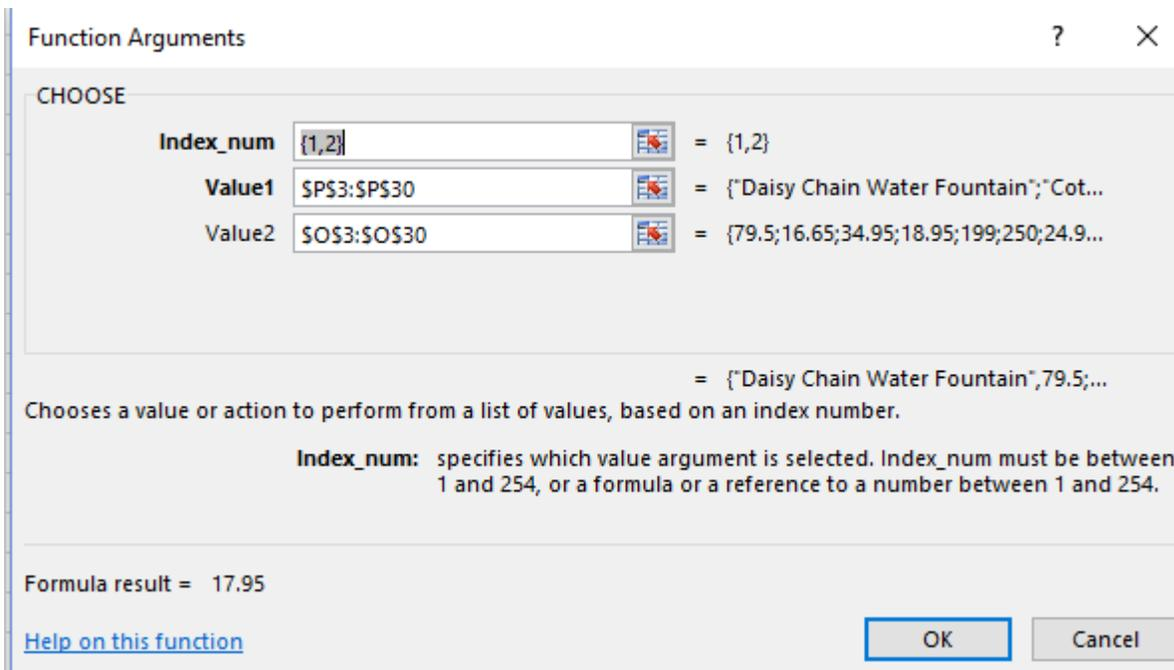 Function Arguments ? ×
CHOOSE
Index_num {1,2} = {1,2}
Value1 $P$3:$P$30 = {"Daisy Chain Water Fountain";"Cot...
Value2 $O$3:$O$30 = {79.5;16.65;34.95;18.95;199;250;24.9...
= {"Daisy Chain Water Fountain",79.5;...
Chooses a value or action to perform from a list of values, based on an index number.
Index_num: specifies which value argument is selected. Index_num must be between
1 and 254, or a formula or a reference to a number between 1 and 254.
Formula result = 17.95
Help on this function OK Cancel